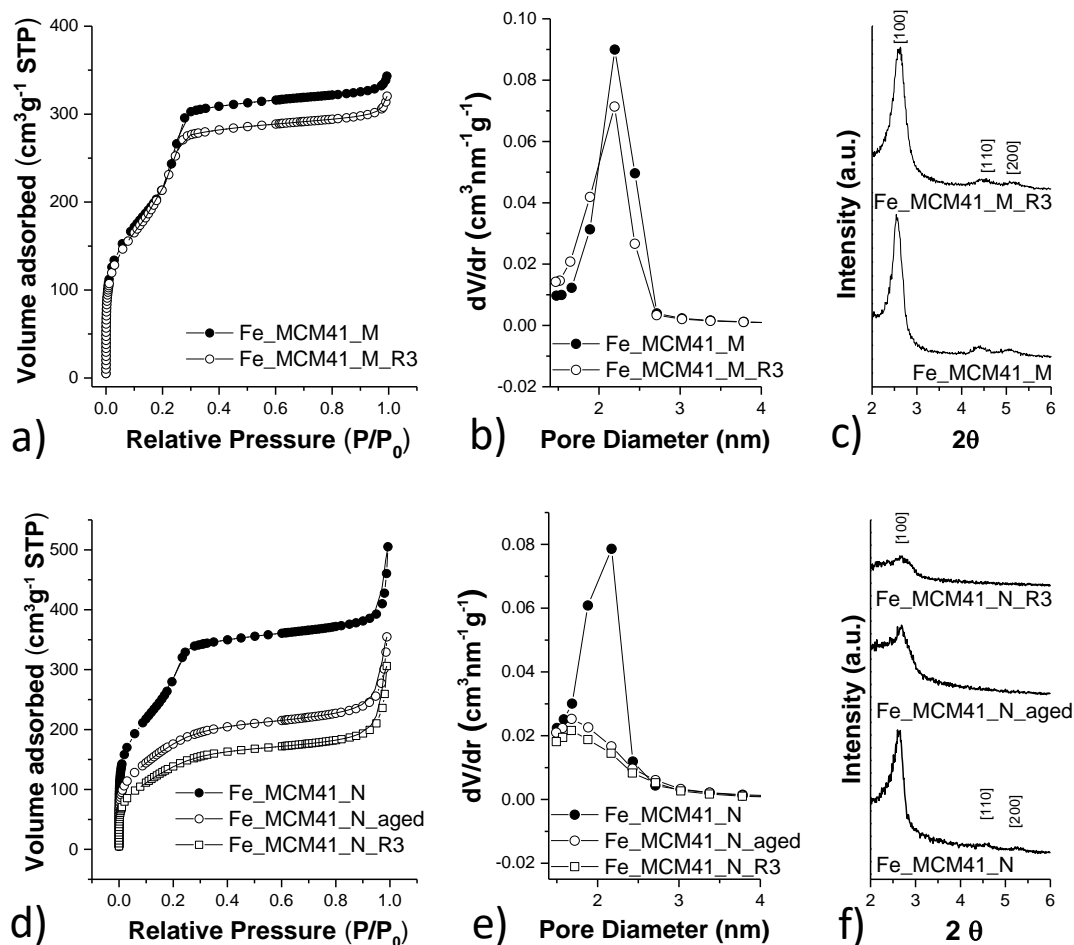 400
300
200
100
0
0.0 0.2 0.4 0.6 0.8 1.0
Volume adsorbed (cm³g⁻¹ STP)
Relative Pressure (P/P₀)
Fe_MCM41_M
Fe_MCM41_M_R3
a)
0.10
0.08
0.06
0.04
0.02
0.00
-0.02
2 3 4
dV/dr (cm³nm⁻¹g⁻¹)
Pore Diameter (nm)
Fe_MCM41_M
Fe_MCM41_M_R3
b)
[100]
[110]
[200]
Fe_MCM41_M_R3
Fe_MCM41_M
Intensity (a.u.)
2 3 4 5 6
2θ
c)
500
400
300
200
100
0
0.0 0.2 0.4 0.6 0.8 1.0
Volume adsorbed (cm³g⁻¹ STP)
Relative Pressure (P/P₀)
Fe_MCM41_N
Fe_MCM41_N_aged
Fe_MCM41_N_R3
d)
0.08
0.06
0.04
0.02
0.00
-0.02
2 3 4
dV/dr (cm³nm⁻¹g⁻¹)
Pore Diameter (nm)
Fe_MCM41_N
Fe_MCM41_N_aged
Fe_MCM41_N_R3
e)
[100]
Fe_MCM41_N_R3
Fe_MCM41_N_aged
[110]
[200]
Fe_MCM41_N
Intensity (a.u.)
2 3 4 5 6
2 θ
f)